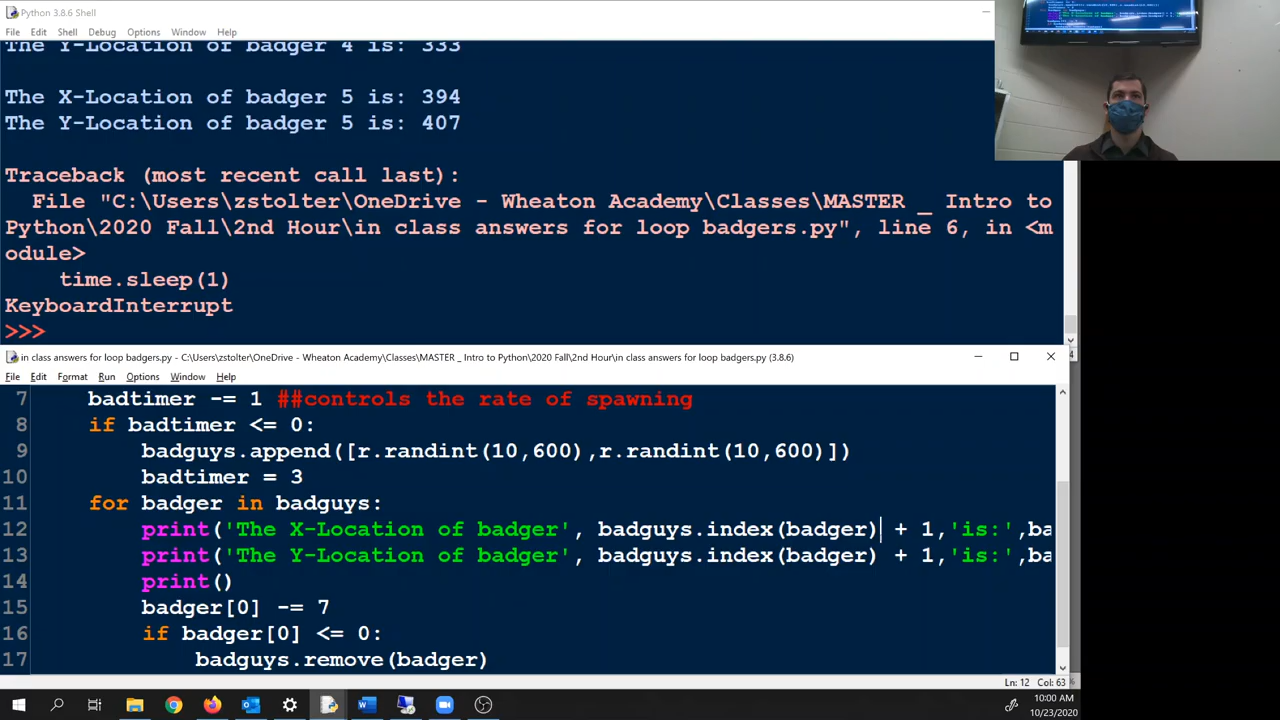 Python 3.8.6 Shell
File Edit Shell Debug Options Window Help
The Y-Location of badger 4 is: 333
The X-Location of badger 5 is: 394
The Y-Location of badger 5 is: 407
Traceback (most recent call last):
File "C:\Users\zstolter\OneDrive - Wheaton Academy\Classes\MASTER _ Intro to
Python\2020 Fall\2nd Hour\in class answers for loop badgers.py", line 6, in <m
odule>
time.sleep(1)
KeyboardInterrupt
>>>
in class answers for loop badgers.py - C:\Users\zstolter\OneDrive - Wheaton Academy\Classes\MASTER _ Intro to Python\2020 Fall\2nd Hour\in class answers for loop badgers.py (3.8.6)
File Edit Format Run Options Window Help
7 badtimer -= 1 ##controls the rate of spawning
8 if badtimer <= 0:
9 badguys.append([r.randint(10,600),r.randint(10,600)])
10 badtimer = 3
11 for badger in badguys:
12 print('The X-Location of badger', badguys.index(badger) + 1,'is:',ba
13 print('The Y-Location of badger', badguys.index(badger) + 1,'is:',ba
14 print()
15 badger[0] -= 7
16 if badger[0] <= 0:
17 badguys.remove(badger)
Ln: 12 Col: 63
10:00 AM
10/23/2020